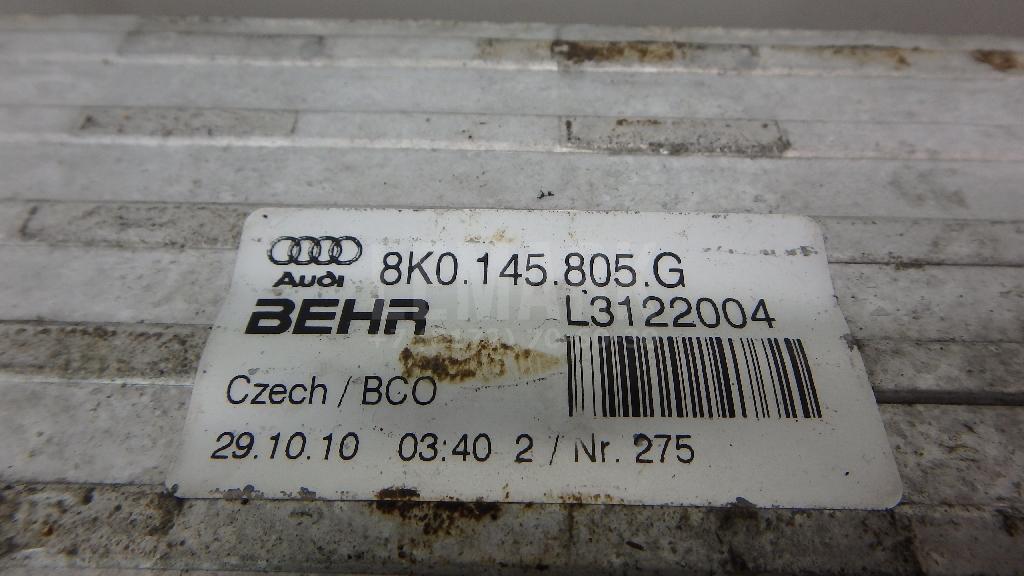 Audi 8K0.145.805.G
BEHR L3122004
Czech / BCO
29.10.10 03:40 2 / Nr. 275